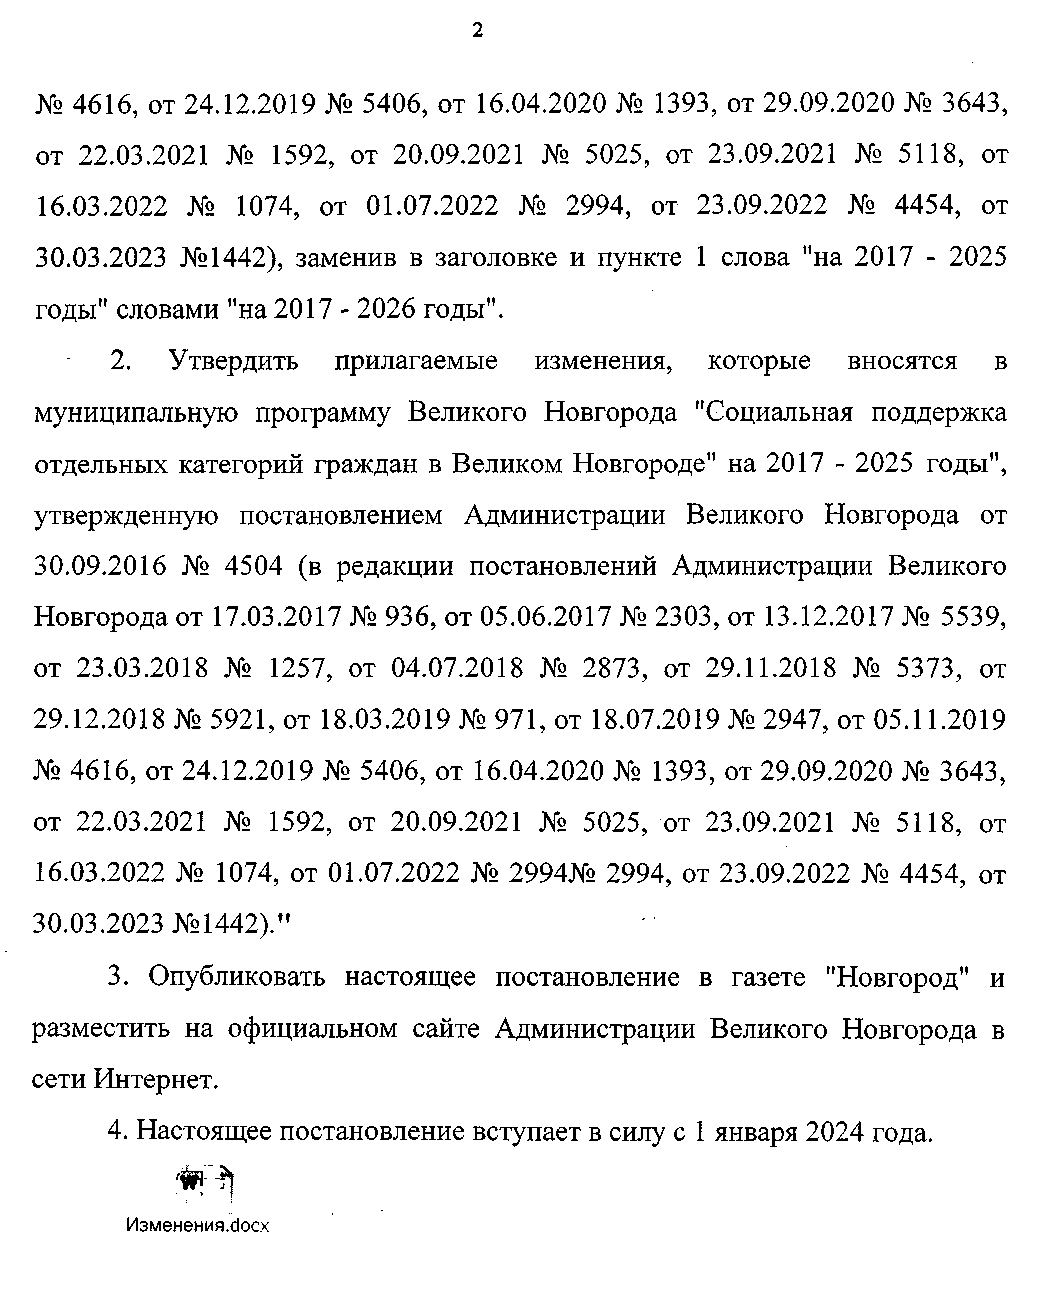 2
№ 4616, от 24.12.2019 № 5406, от 16.04.2020 № 1393, от 29.09.2020 № 3643,
от 22.03.2021 № 1592, от 20.09.2021 № 5025, от 23.09.2021 № 5118, от
16.03.2022 № 1074, от 01.07.2022 № 2994, от 23.09.2022 № 4454, от
30.03.2023 №1442), заменив в заголовке и пункте 1 слова "на 2017 - 2025
годы" словами "на 2017 - 2026 годы".
2. Утвердить прилагаемые изменения, которые вносятся в
муниципальную программу Великого Новгорода "Социальная поддержка
отдельных категорий граждан в Великом Новгороде" на 2017 - 2025 годы",
утвержденную постановлением Администрации Великого Новгорода от
30.09.2016 № 4504 (в редакции постановлений Администрации Великого
Новгорода от 17.03.2017 № 936, от 05.06.2017 № 2303, от 13.12.2017 № 5539,
от 23.03.2018 № 1257, от 04.07.2018 № 2873, от 29.11.2018 № 5373, от
29.12.2018 № 5921, от 18.03.2019 № 971, от 18.07.2019 № 2947, от 05.11.2019
№ 4616, от 24.12.2019 № 5406, от 16.04.2020 № 1393, от 29.09.2020 № 3643,
от 22.03.2021 № 1592, от 20.09.2021 № 5025, от 23.09.2021 № 5118, от
16.03.2022 № 1074, от 01.07.2022 № 2994№ 2994, от 23.09.2022 № 4454, от
30.03.2023 №1442)."
3. Опубликовать настоящее постановление в газете "Новгород" и
разместить на официальном сайте Администрации Великого Новгорода в
сети Интернет.
4. Настоящее постановление вступает в силу с 1 января 2024 года.
Изменения.docx